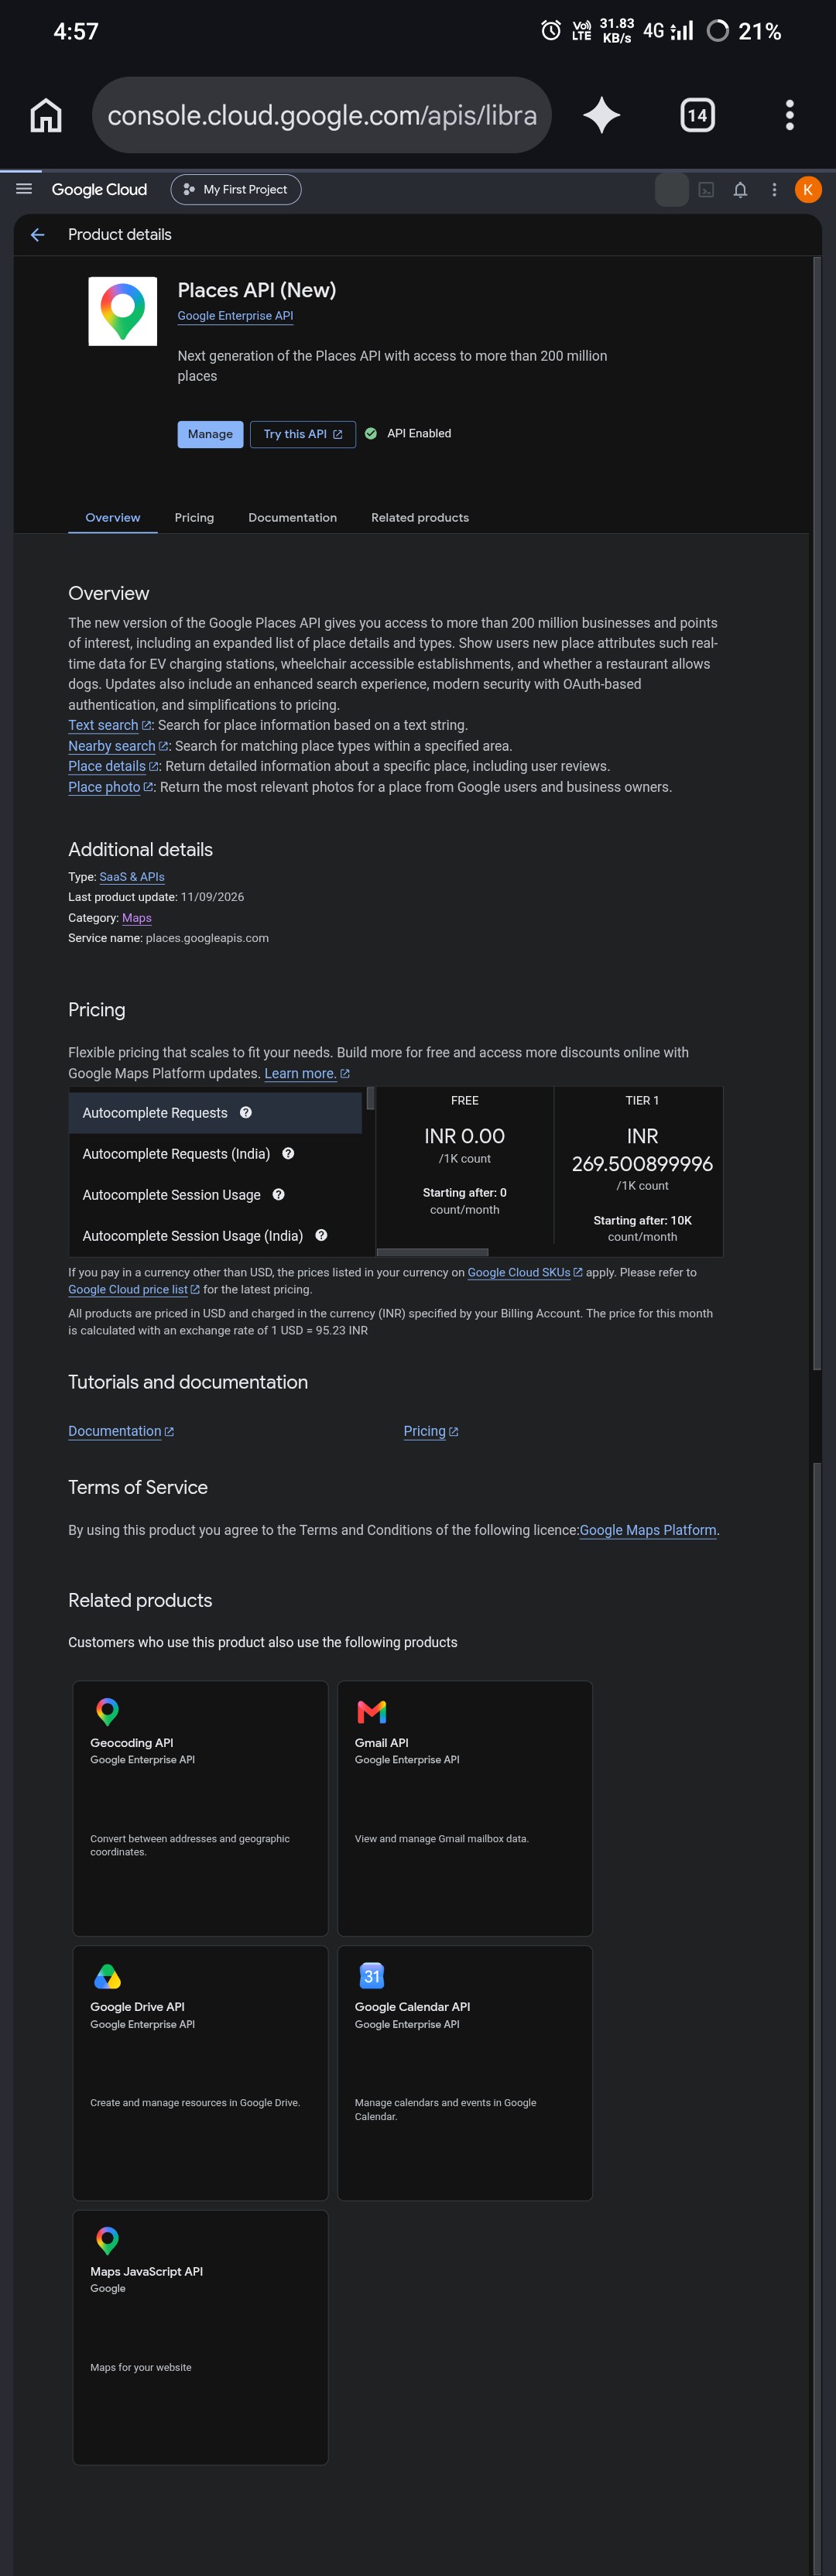 4:57
Vo)
LTE
31.83
KB/s
4G
21%
console.cloud.google.com/apis/libra
14
Google Cloud
My First Project
K
Product details
Places API (New)
Google Enterprise API
Next generation of the Places API with access to more than 200 million
places
Manage
Try this API
API Enabled
Overview
Pricing
Documentation
Related products
Overview
The new version of the Google Places API gives you access to more than 200 million businesses and points
of interest, including an expanded list of place details and types. Show users new place attributes such real-
time data for EV charging stations, wheelchair accessible establishments, and whether a restaurant allows
dogs. Updates also include an enhanced search experience, modern security with OAuth-based
authentication, and simplifications to pricing.
Text search : Search for place information based on a text string.
Nearby search : Search for matching place types within a specified area.
Place details : Return detailed information about a specific place, including user reviews.
Place photo : Return the most relevant photos for a place from Google users and business owners.
Additional details
Type: SaaS & APIs
Last product update: 11/09/2026
Category: Maps
Service name: places.googleapis.com
Pricing
Flexible pricing that scales to fit your needs. Build more for free and access more discounts online with
Google Maps Platform updates. Learn more.
Autocomplete Requests
Autocomplete Requests (India)
Autocomplete Session Usage
Autocomplete Session Usage (India)
FREE
INR 0.00
/1K count
Starting after: 0
count/month
TIER 1
INR
269.500899996
/1K count
Starting after: 10K
count/month
If you pay in a currency other than USD, the prices listed in your currency on Google Cloud SKUs apply. Please refer to
Google Cloud price list for the latest pricing.
All products are priced in USD and charged in the currency (INR) specified by your Billing Account. The price for this month
is calculated with an exchange rate of 1 USD = 95.23 INR
Tutorials and documentation
Documentation
Pricing
Terms of Service
By using this product you agree to the Terms and Conditions of the following licence:Google Maps Platform.
Related products
Customers who use this product also use the following products
Geocoding API
Google Enterprise API
Convert between addresses and geographic
coordinates.
Gmail API
Google Enterprise API
View and manage Gmail mailbox data.
Google Drive API
Google Enterprise API
Create and manage resources in Google Drive.
31
Google Calendar API
Google Enterprise API
Manage calendars and events in Google
Calendar.
Maps JavaScript API
Google
Maps for your website